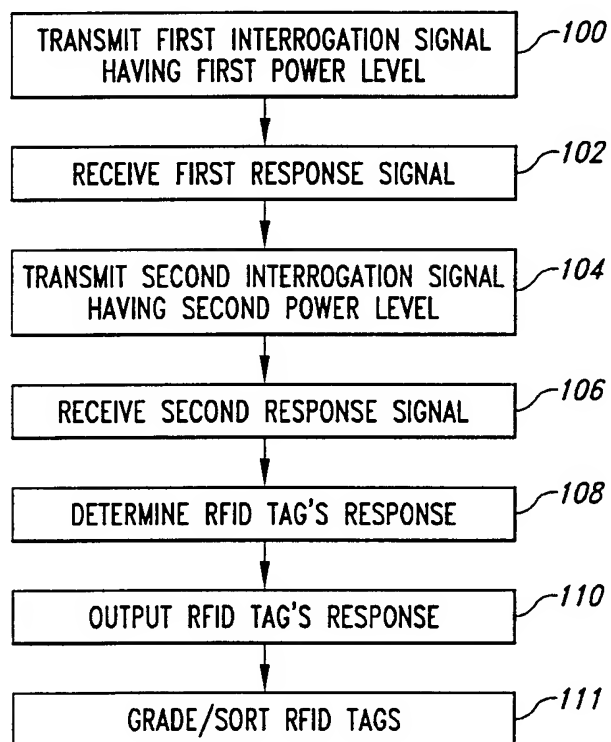 TRANSMIT FIRST INTERROGATION SIGNAL
HAVING FIRST POWER LEVEL
100
RECEIVE FIRST RESPONSE SIGNAL
102
TRANSMIT SECOND INTERROGATION SIGNAL
HAVING SECOND POWER LEVEL
104
RECEIVE SECOND RESPONSE SIGNAL
106
DETERMINE RFID TAG'S RESPONSE
108
OUTPUT RFID TAG'S RESPONSE
110
GRADE/SORT RFID TAGS
111